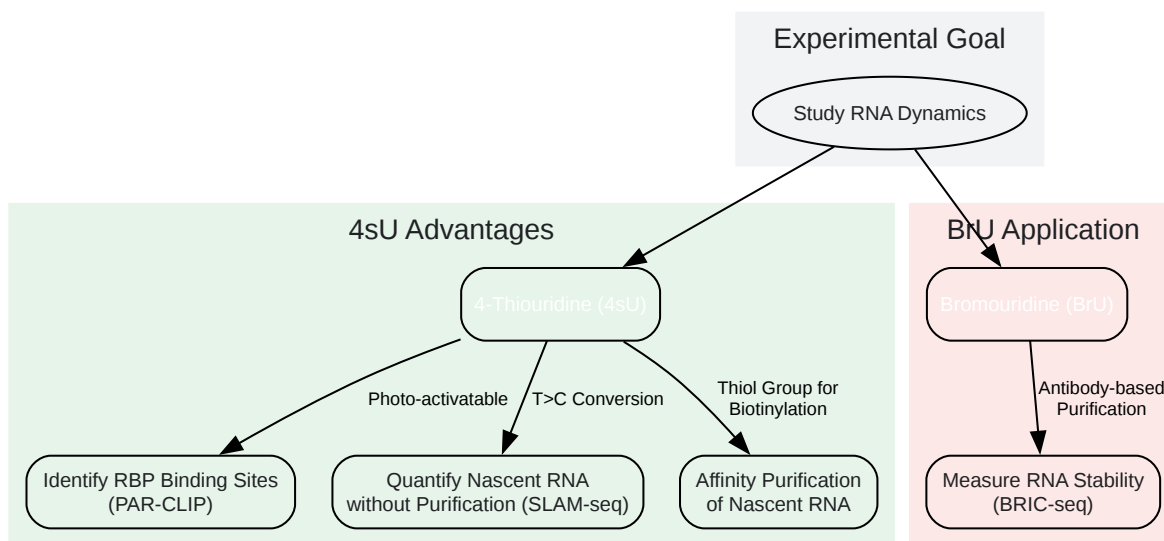 Experimental Goal
Study RNA Dynamics
4sU Advantages
BrU Application
4-Thiouridine (4sU)
Bromouridine (BrU)
Photo-activatable
T>C Conversion
Thiol Group for
Biotinylation
Antibody-based
Purification
Identify RBP Binding Sites
(PAR-CLIP)
Quantify Nascent RNA
without Purification (SLAM-seq)
Affinity Purification
of Nascent RNA
Measure RNA Stability
(BRIC-seq)